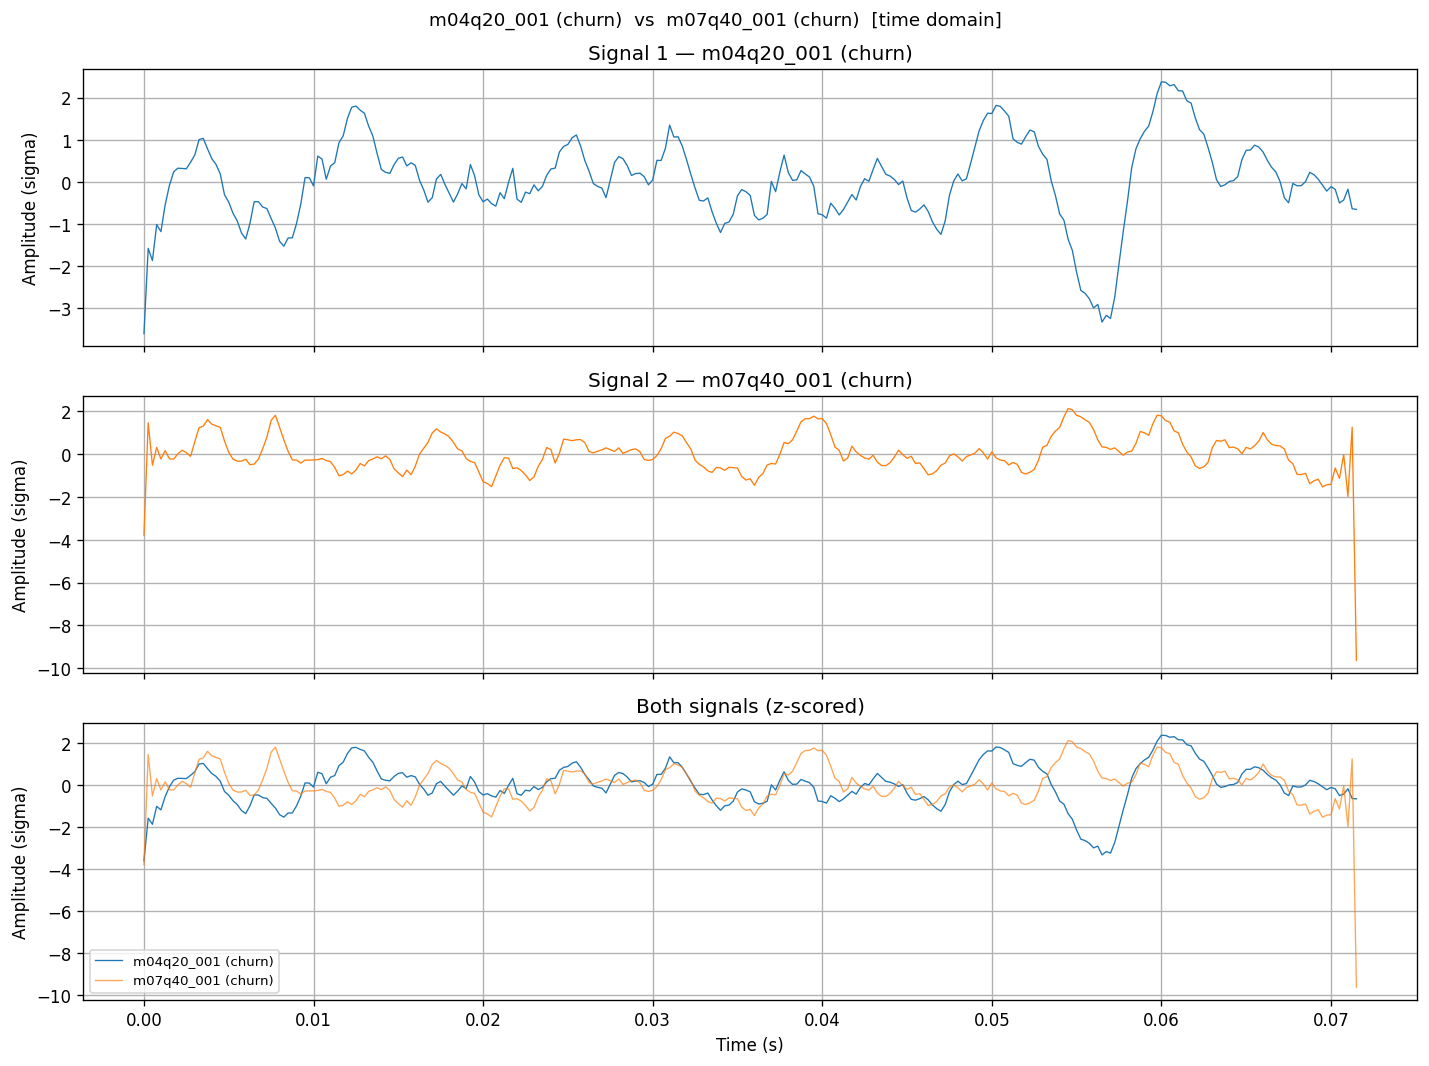 m04q20_001 (churn)  vs  m07q40_001 (churn)  [time domain]
Signal 1 — m04q20_001 (churn)
Amplitude (sigma)
2
1
0
−1
−2
−3
Signal 2 — m07q40_001 (churn)
Amplitude (sigma)
2
0
−2
−4
−6
−8
−10
Both signals (z-scored)
Amplitude (sigma)
2
0
−2
−4
−6
−8
−10
m04q20_001 (churn)
m07q40_001 (churn)
0.00 0.01 0.02 0.03 0.04 0.05 0.06 0.07
Time (s)